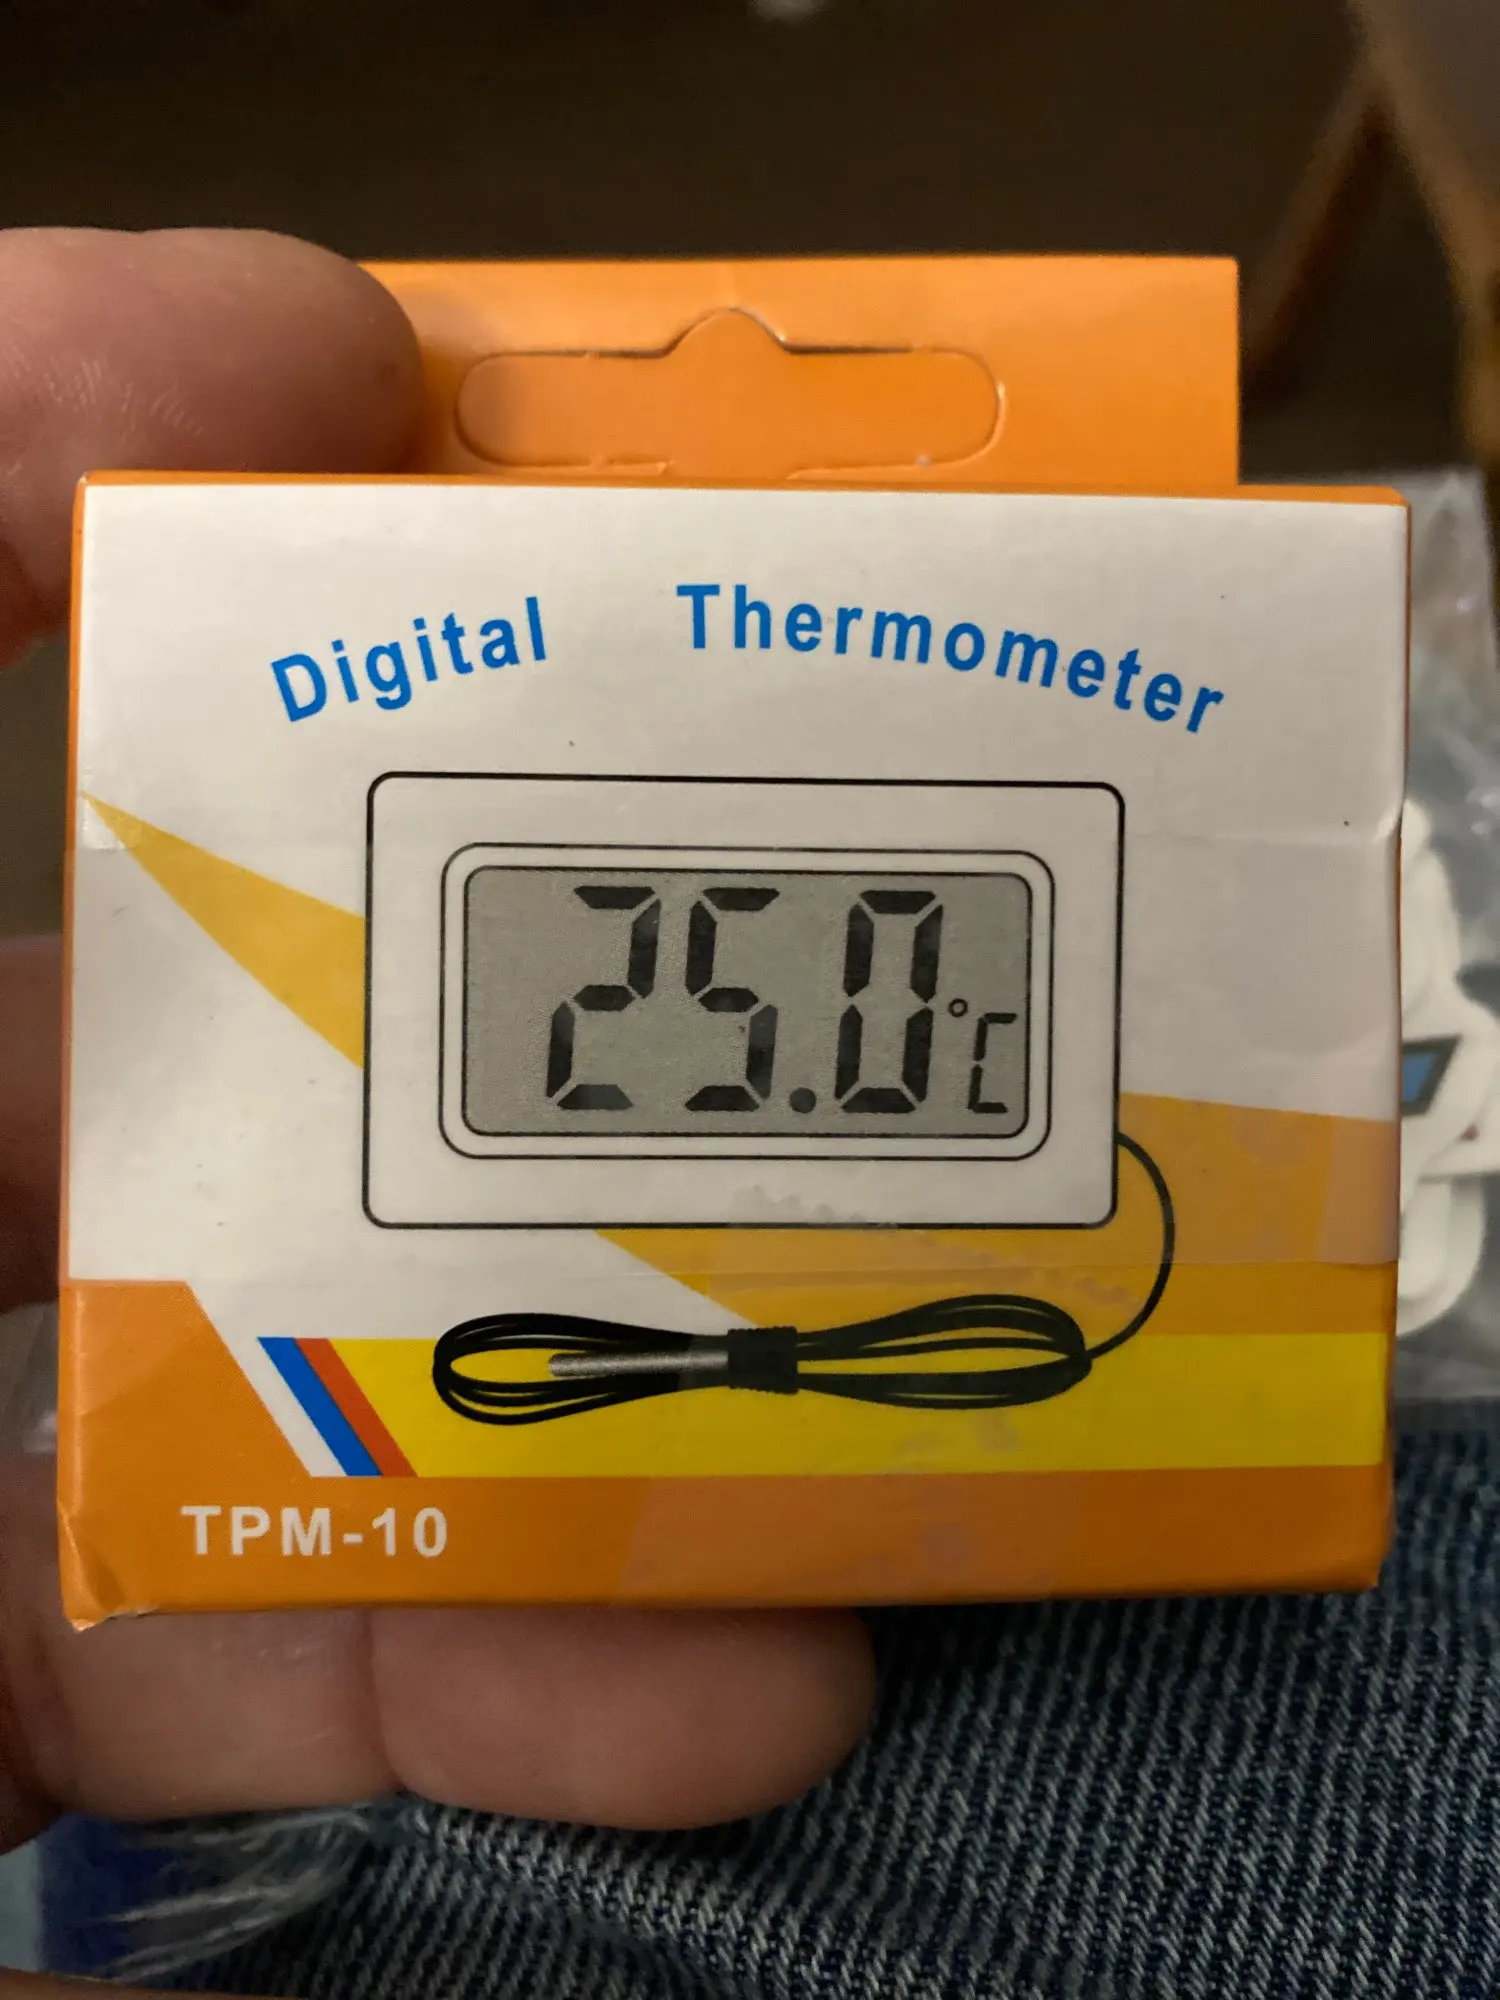 Digital Thermometer
25.0°C
TPM-10